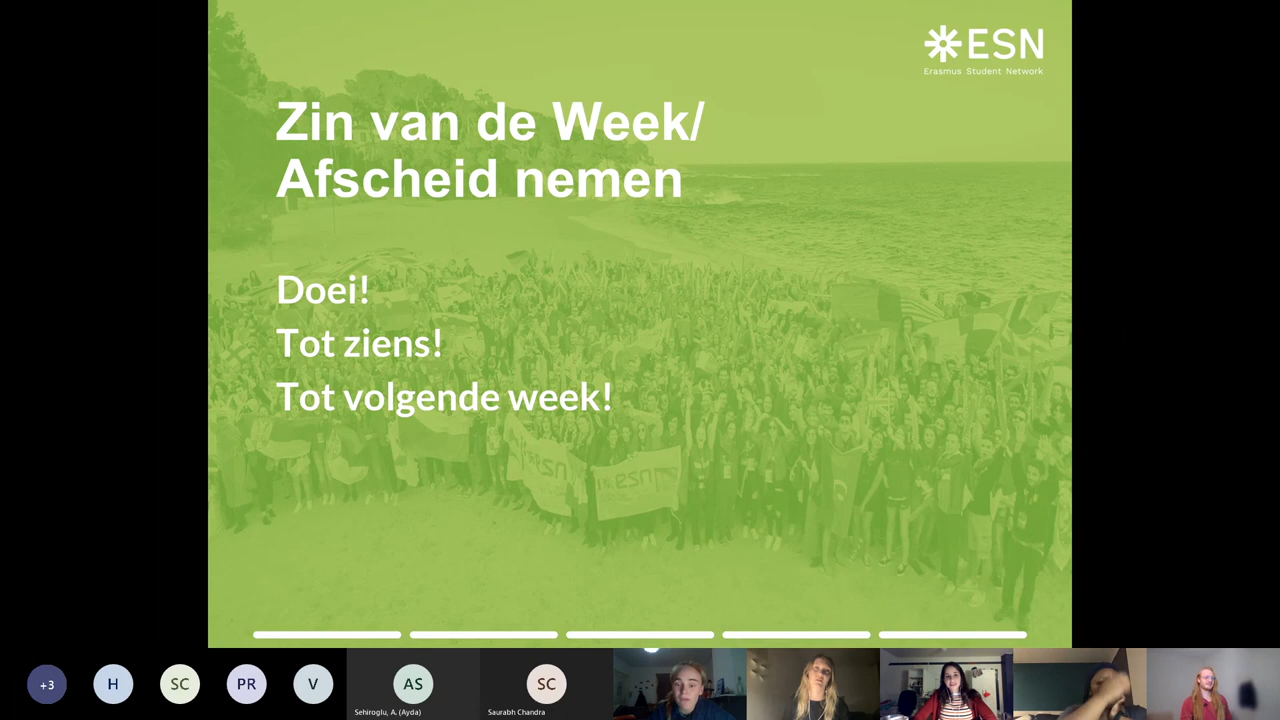 ESN
Erasmus Student Network
Zin van de Week/
Afscheid nemen
Doei!
Tot ziens!
Tot volgende week!
+3
H
SC
PR
V
AS
Sehiroglu, A. (Ayda)
SC
Saurabh Chandra